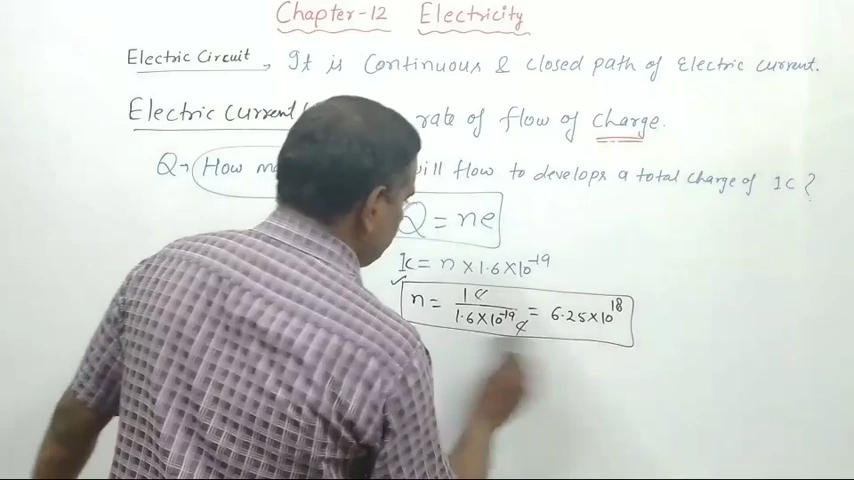 Chapter-12 Electricity
Electric Circuit, It is Continuous & closed path of Electric current.
Electric Current rate of flow of charge.
Q→ How will flow to develops a total charge of 1C?
Q = ne
1C = n × 1.6×10⁻¹⁹
n = 1C / 1.6×10⁻¹⁹C = 6.25×10¹⁸